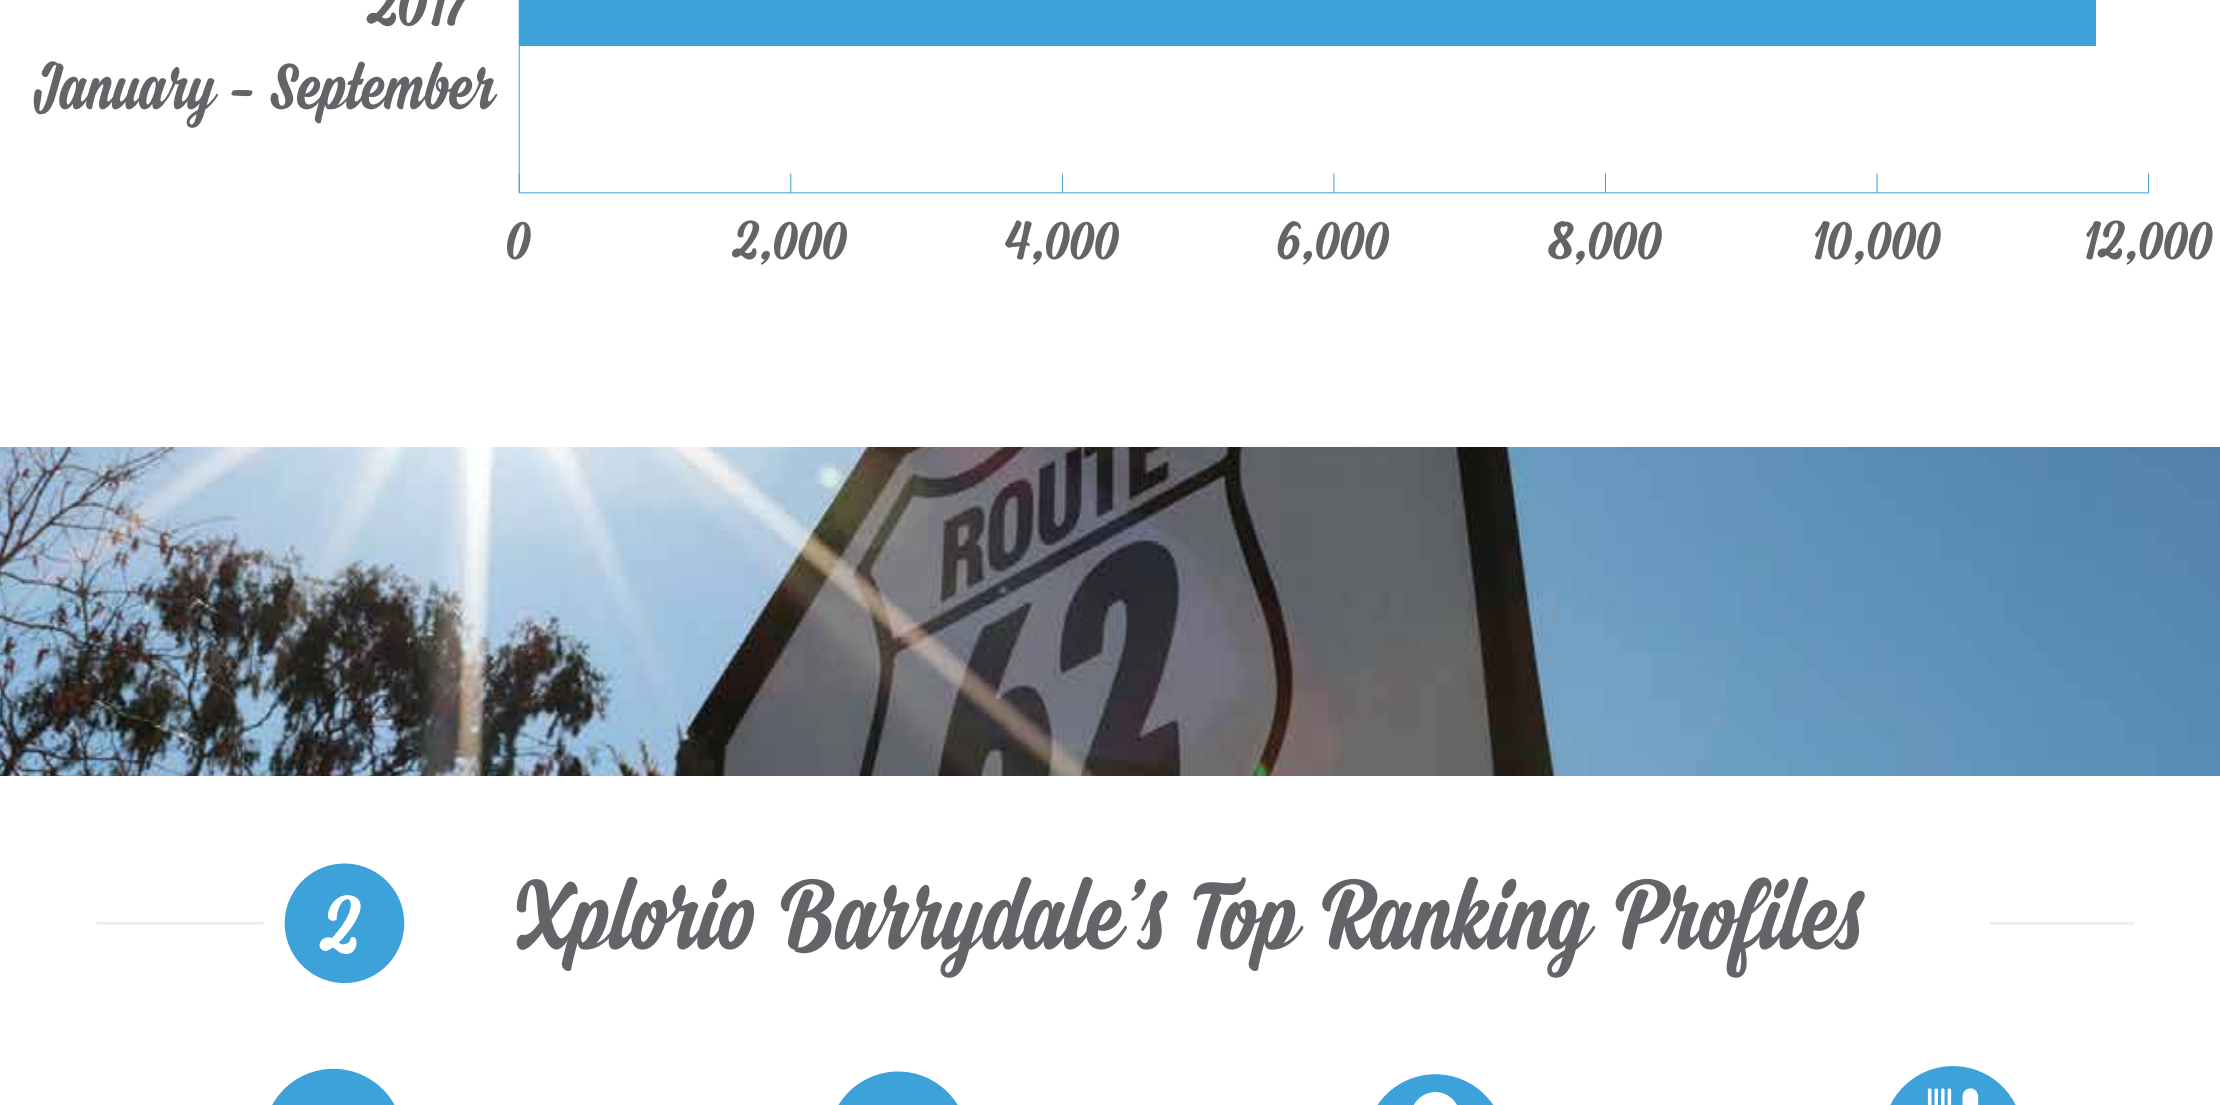 2017
January - September
0 2,000 4,000 6,000 8,000 10,000 12,000
ROUTE
62
2 Xplorio Barrydale's Top Ranking Profiles